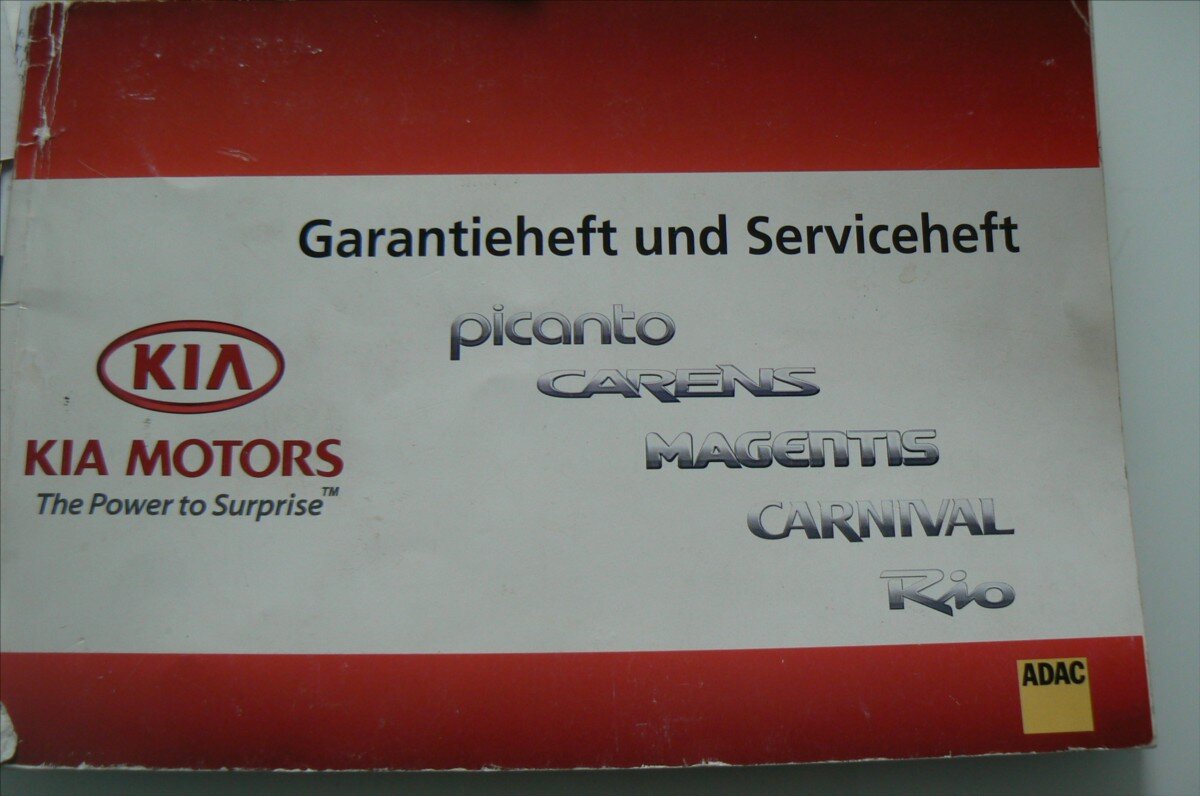 Garantieheft und Serviceheft
picanto
CARENS
MAGENTIS
CARNIVAL
Rio
KIA
KIA MOTORS
The Power to Surprise™
ADAC